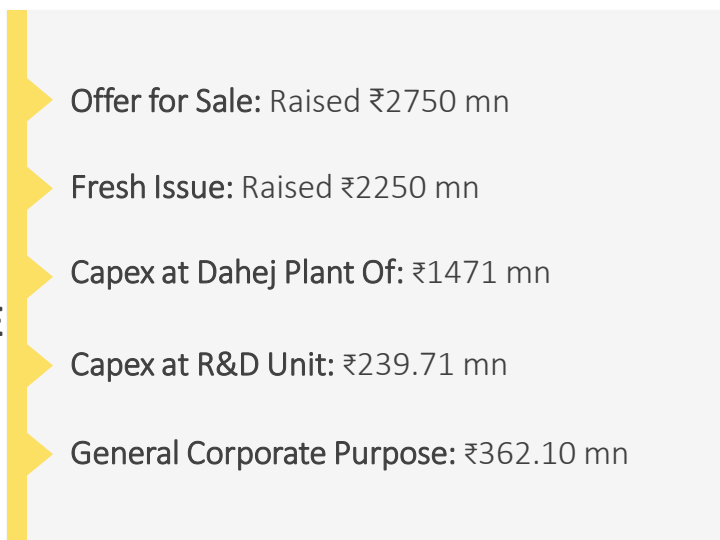 Offer for Sale: Raised ₹2750 mn
Fresh Issue: Raised ₹2250 mn
Capex at Dahej Plant Of: ₹1471 mn
Capex at R&D Unit: ₹239.71 mn
General Corporate Purpose: ₹362.10 mn